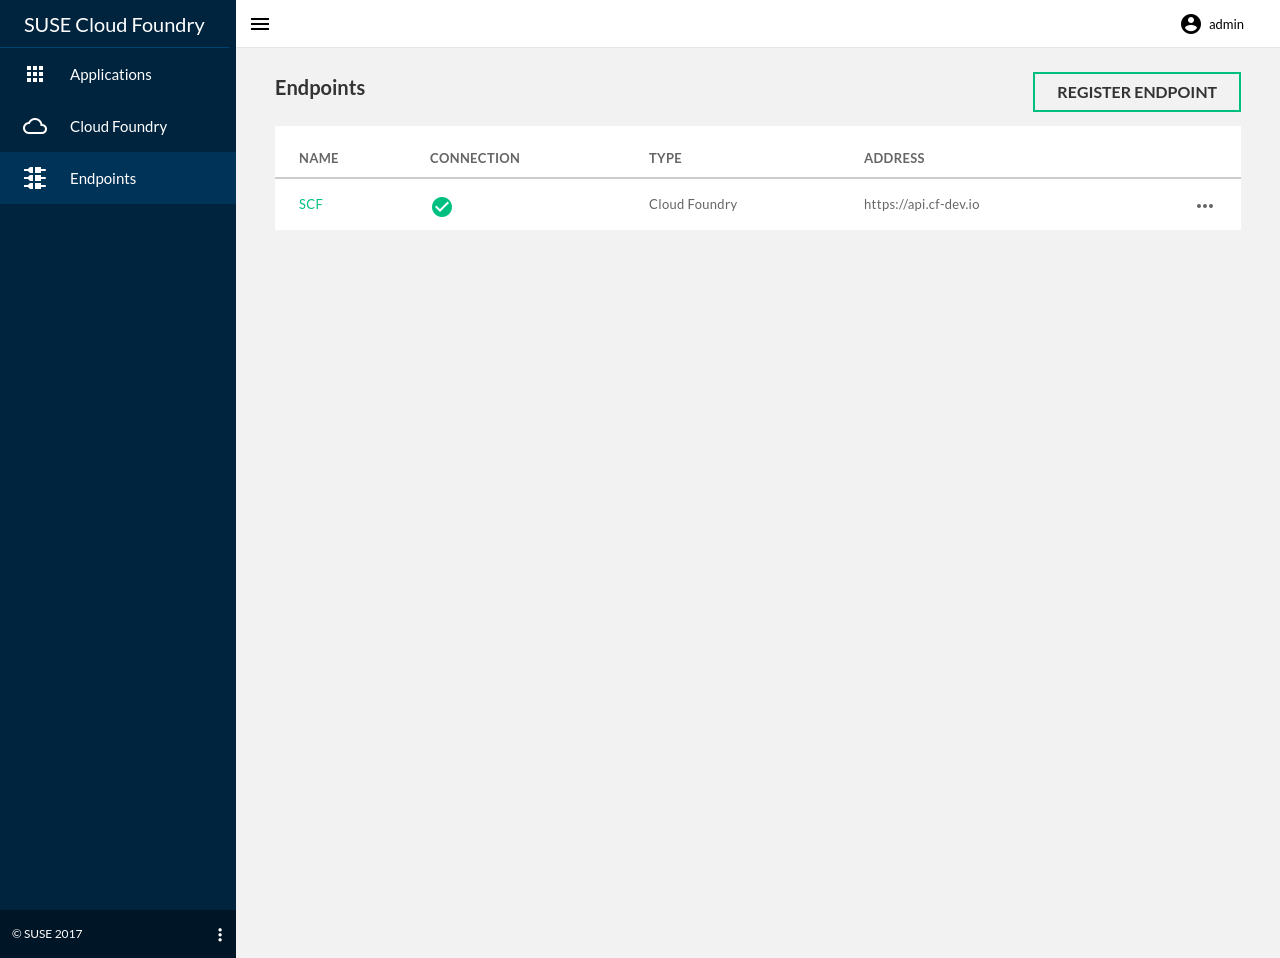 SUSE Cloud Foundry
admin
Applications
Cloud Foundry
Endpoints
Endpoints
REGISTER ENDPOINT
NAME CONNECTION TYPE ADDRESS
SCF Cloud Foundry https://api.cf-dev.io
© SUSE 2017